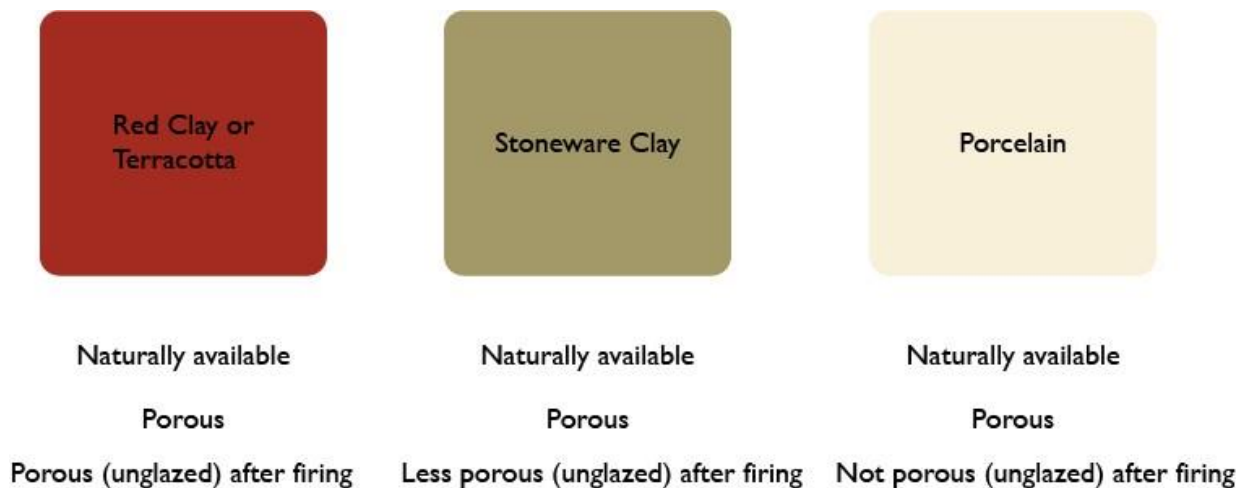 Red Clay or
Terracotta
Stoneware Clay
Porcelain
Naturally available
Naturally available
Naturally available
Porous
Porous
Porous
Porous (unglazed) after firing
Less porous (unglazed) after firing
Not porous (unglazed) after firing